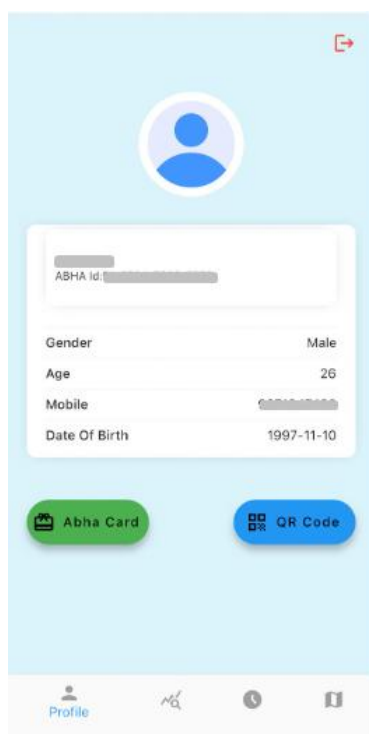 ABHA Id:
Gender Male
Age 26
Mobile
Date Of Birth 1997-11-10
Abha Card QR Code
Profile